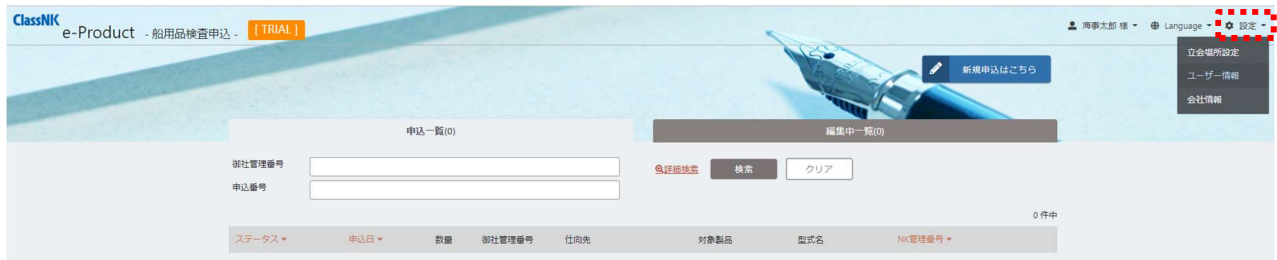 ClassNK
e-Product - 船用品検査申込 - [ TRIAL ]
海事太郎 様 Language 設定
立会場所設定
ユーザー情報
会社情報
新規申込はこちら
申込一覧(0) 編集中一覧(0)
御社管理番号
詳細検索 検索 クリア
申込番号
0 件中
ステータス 申込日 数量 御社管理番号 仕向先 対象製品 型式名 NK管理番号